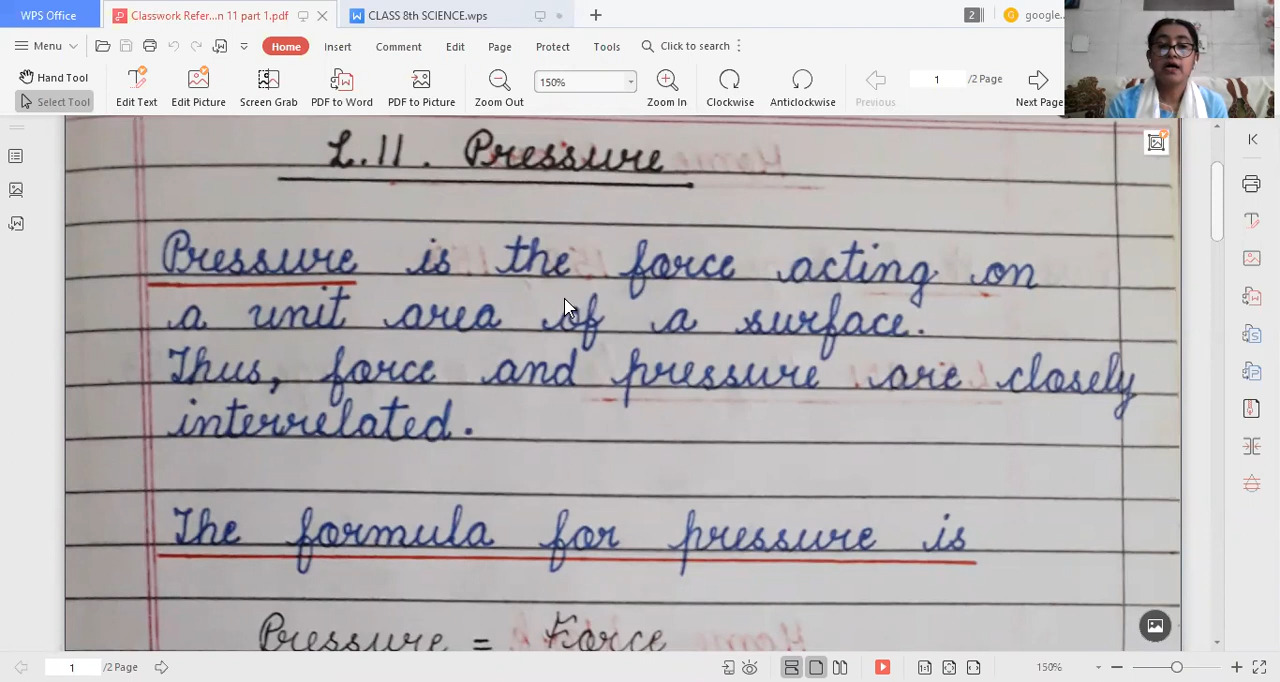 WPS Office
Classwork Refer...n 11 part 1.pdf
CLASS 8th SCIENCE.wps
2
G
google...
Menu
Home
Insert
Comment
Edit
Page
Protect
Tools
Click to search
Hand Tool
Select Tool
Edit Text
Edit Picture
Screen Grab
PDF to Word
PDF to Picture
Zoom Out
150%
Zoom In
Clockwise
Anticlockwise
Previous
1
/2 Page
Next Page
L.11. Pressure
Pressure is the force acting on
a unit area of a surface.
Thus, force and pressure are closely
interrelated.
The formula for pressure is
Pressure = Force
1
/2 Page
150%